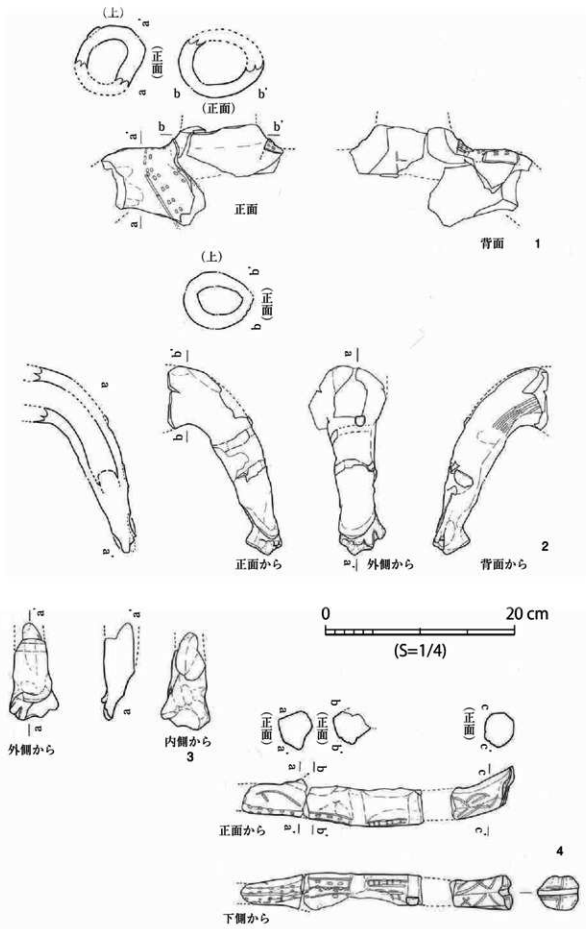 (上)
a'
(正面)
a
b
b'
(正面)
a'
b
b'
a
正面
背面
1
(上)
b'
(正面)
b
a
b'
a
b
a'
a'
正面から
外側から
背面から
2
0
20 cm
(S=1/4)
a'
a'
a
a
外側から
内側から
3
(正面)
a
a'
(正面)
b
b'
(正面)
c
c'
a
b
c
正面から
a'
b'
c'
4
下側から